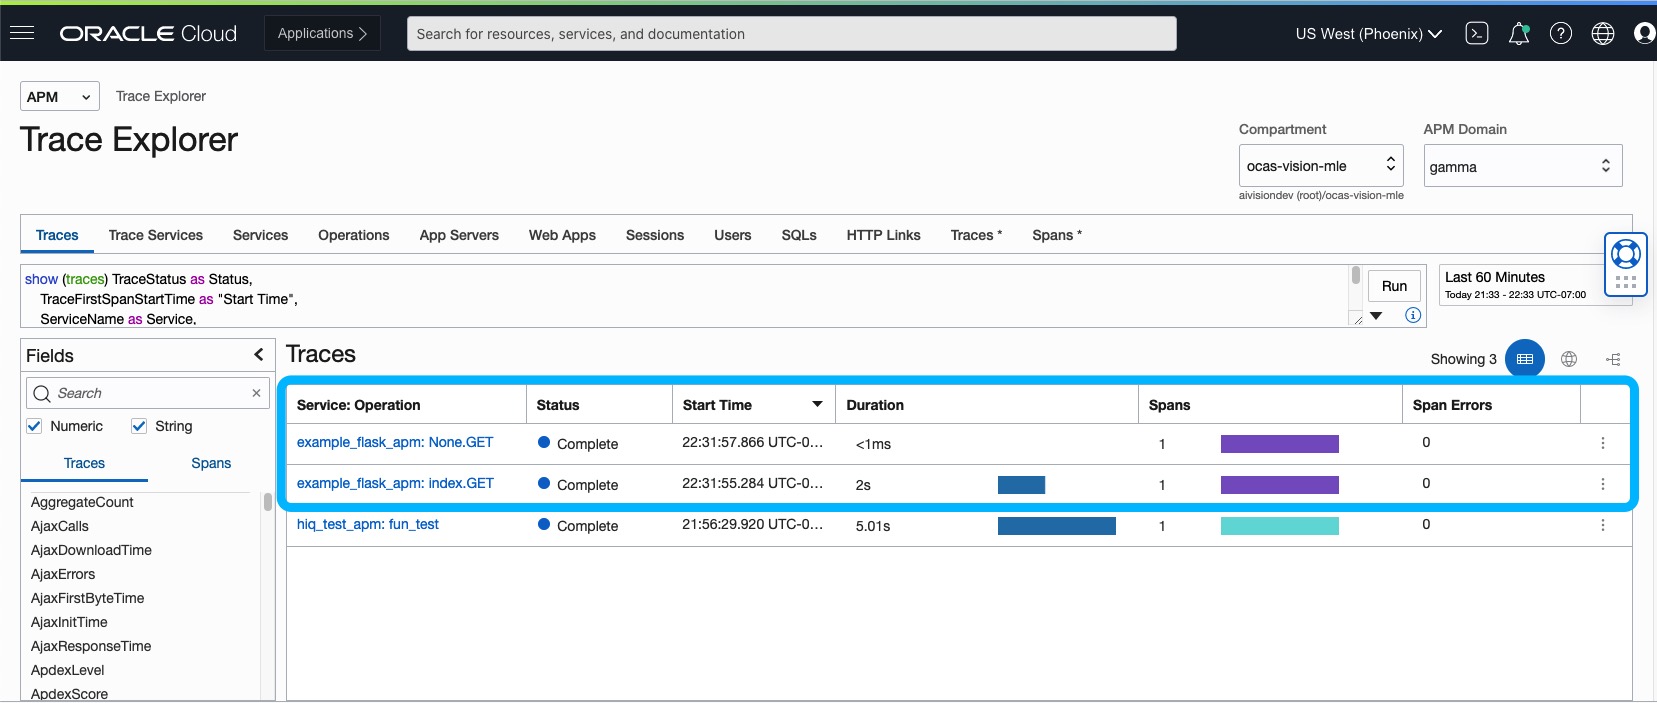 ORACLE Cloud
Applications
Search for resources, services, and documentation
US West (Phoenix)
APM
Trace Explorer
Trace Explorer
Compartment
APM Domain
ocas-vision-mle
gamma
aivisiondev (root)/ocas-vision-mle
Traces Trace Services Services Operations App Servers Web Apps Sessions Users SQLs HTTP Links Traces * Spans *
show (traces) TraceStatus as Status,
TraceFirstSpanStartTime as "Start Time",
ServiceName as Service,
Run
Last 60 Minutes
Today 21:33 - 22:33 UTC-07:00
Fields
Search
Numeric String
Traces Spans
AggregateCount
AjaxCalls
AjaxDownloadTime
AjaxErrors
AjaxFirstByteTime
AjaxInitTime
AjaxResponseTime
ApdexLevel
ApdexScore
Traces
Showing 3
Service: Operation Status Start Time Duration Spans Span Errors
example_flask_apm: None.GET Complete 22:31:57.866 UTC-0... <1ms 1 0
example_flask_apm: index.GET Complete 22:31:55.284 UTC-0... 2s 1 0
hiq_test_apm: fun_test Complete 21:56:29.920 UTC-0... 5.01s 1 0